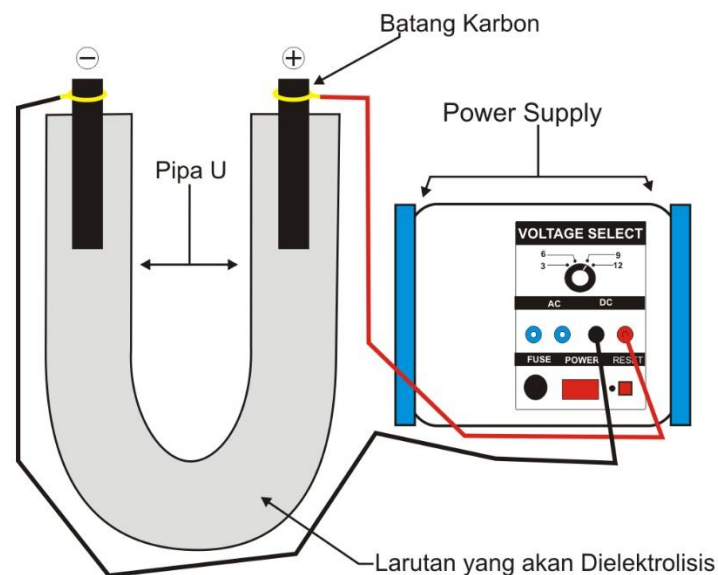 Batang Karbon
−
+
Power Supply
Pipa U
VOLTAGE SELECT
6 9
3 12
AC DC
FUSE POWER RESET
Larutan yang akan Dielektrolisis